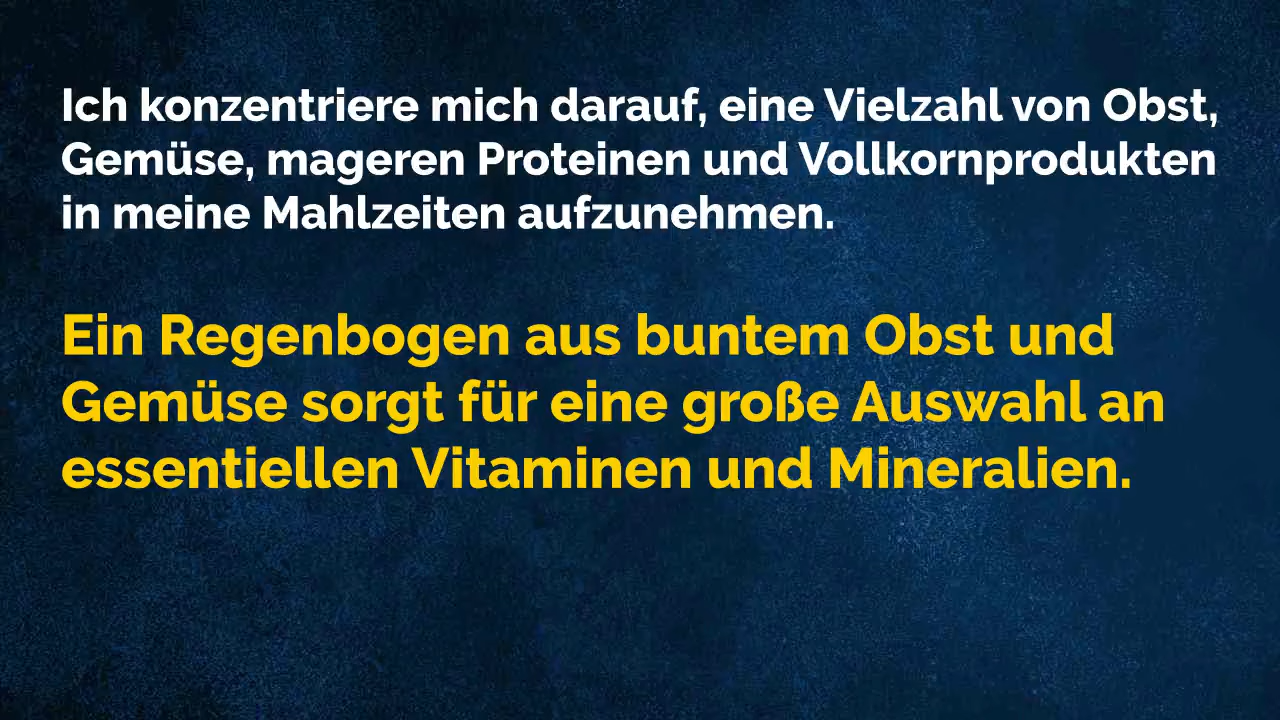 Ich konzentriere mich darauf, eine Vielzahl von Obst,
Gemüse, mageren Proteinen und Vollkornprodukten
in meine Mahlzeiten aufzunehmen.
Ein Regenbogen aus buntem Obst und
Gemüse sorgt für eine große Auswahl an
essentiellen Vitaminen und Mineralien.